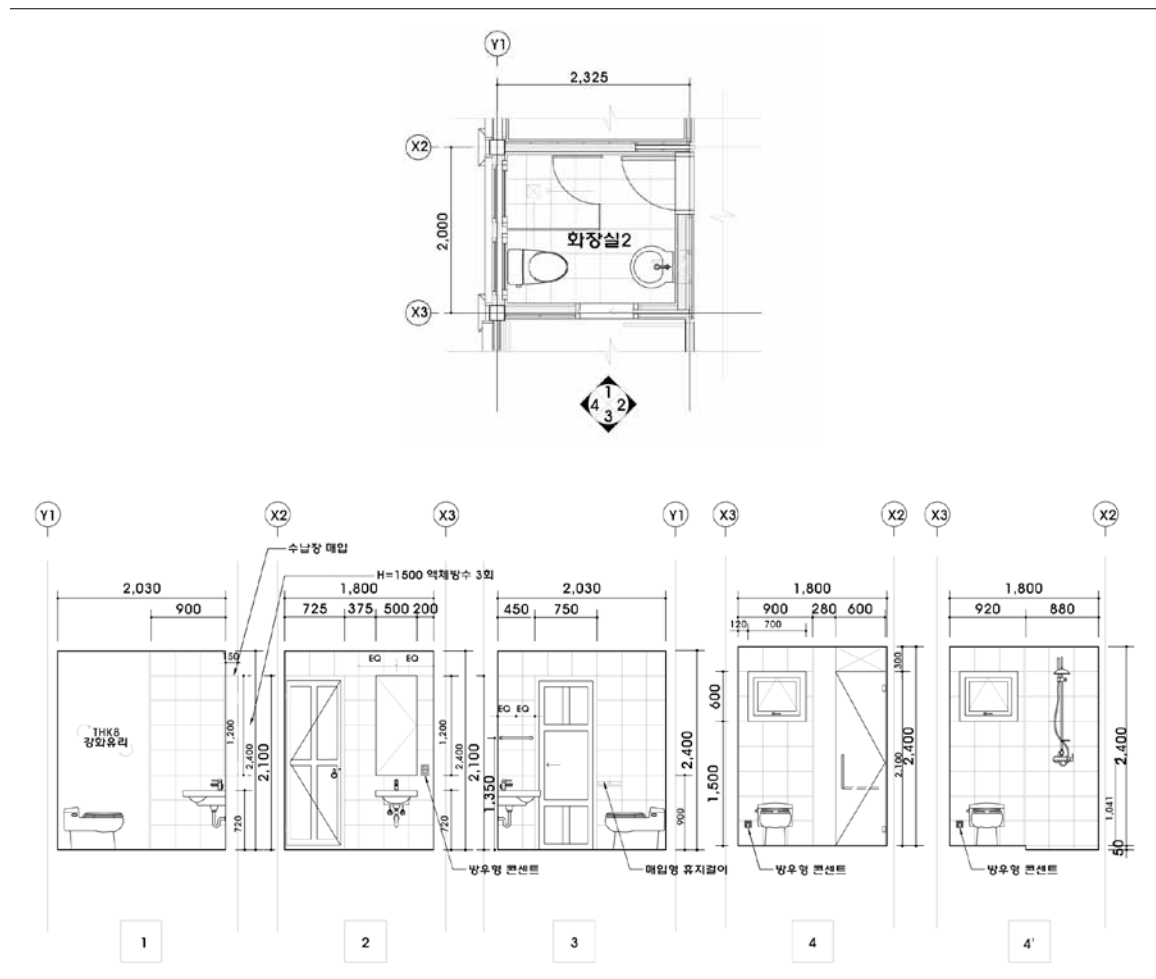 Y1
2,325
X2
2,000
화장실2
X3
1
4 2
3
Y1 X2 X3 Y1 X3 X2 X3 X2
수납장 매입
H=1500 액체방수 3회
2,030 1,800 2,030 1,800 1,800
900 725 375 500 200 450 750 900 280 600 920 880
120 700
150
EQ EQ
THK8
강화유리
1,200
2,400
2,100
720
1,200
2,400
2,100
720
EQ EQ
1,350
2,400
900
600
1,500
300
2,100
2,400
2,400
1,041
50
방우형 콘센트
매입형 휴지걸이
방우형 콘센트
방우형 콘센트
1 2 3 4 4'